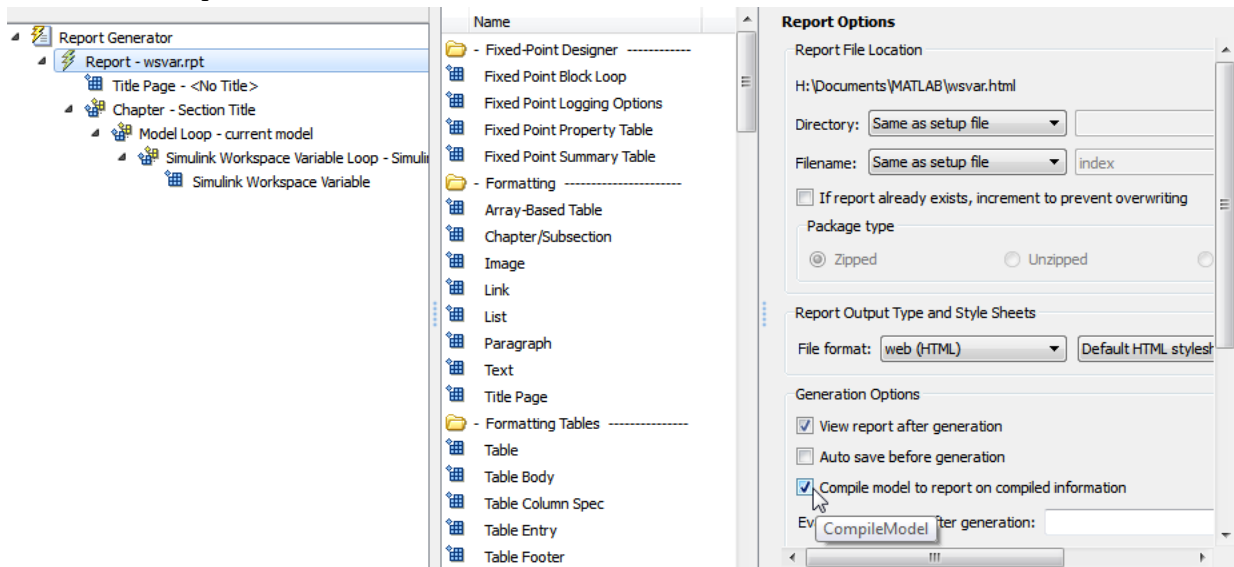 Report Generator
Report - wsvar.rpt
Title Page - <No Title>
Chapter - Section Title
Model Loop - current model
Simulink Workspace Variable Loop - Simuli
Simulink Workspace Variable
Name
- Fixed-Point Designer ------------
Fixed Point Block Loop
Fixed Point Logging Options
Fixed Point Property Table
Fixed Point Summary Table
- Formatting ----------------------
Array-Based Table
Chapter/Subsection
Image
Link
List
Paragraph
Text
Title Page
- Formatting Tables ---------------
Table
Table Body
Table Column Spec
Table Entry
Table Footer
Report Options
Report File Location
H:\Documents\MATLAB\wsvar.html
Directory: Same as setup file
Filename: Same as setup file index
If report already exists, increment to prevent overwriting
Package type
Zipped Unzipped
Report Output Type and Style Sheets
File format: web (HTML) Default HTML stylesh
Generation Options
View report after generation
Auto save before generation
Compile model to report on compiled information
Ev ter generation:
CompileModel